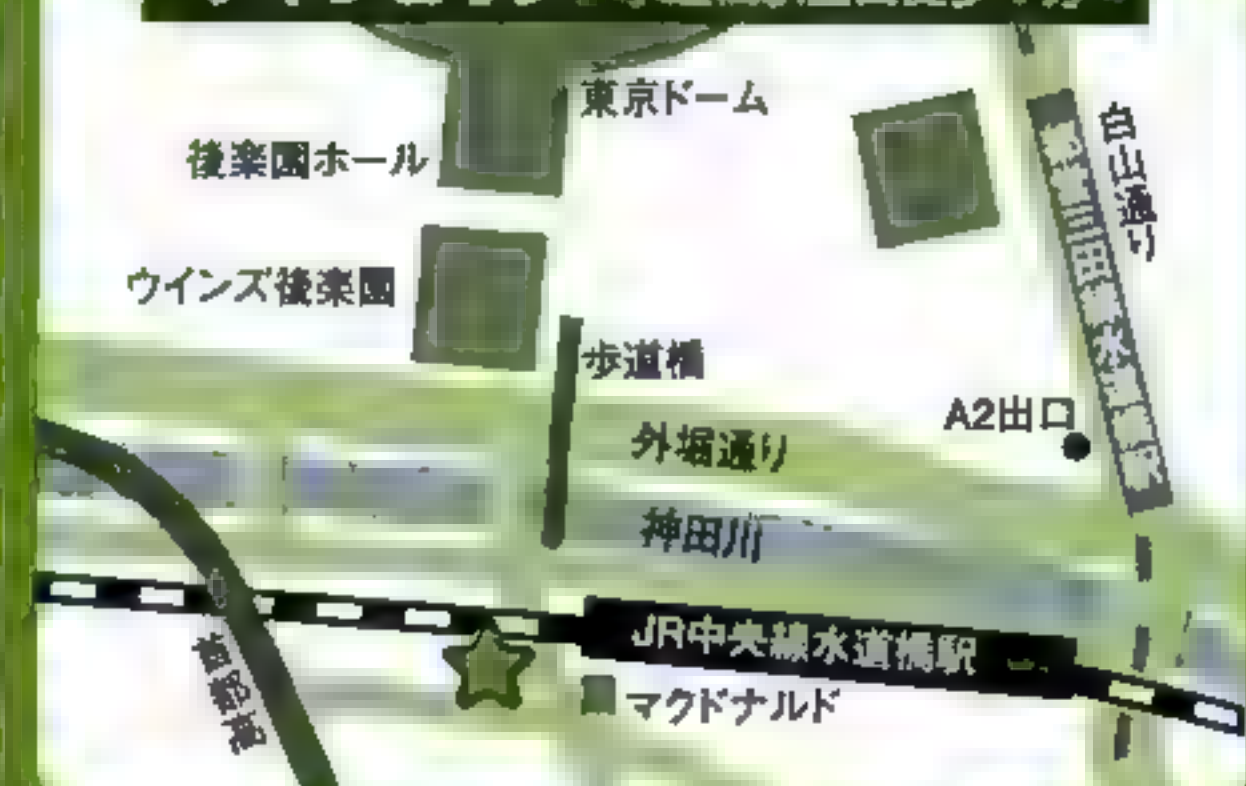 東京ドーム
後楽園ホール
白山通り
ウインズ後楽園
歩道橋
A2出口
外堀通り
神田川
JR中央線水道橋駅
マクドナルド
首都高